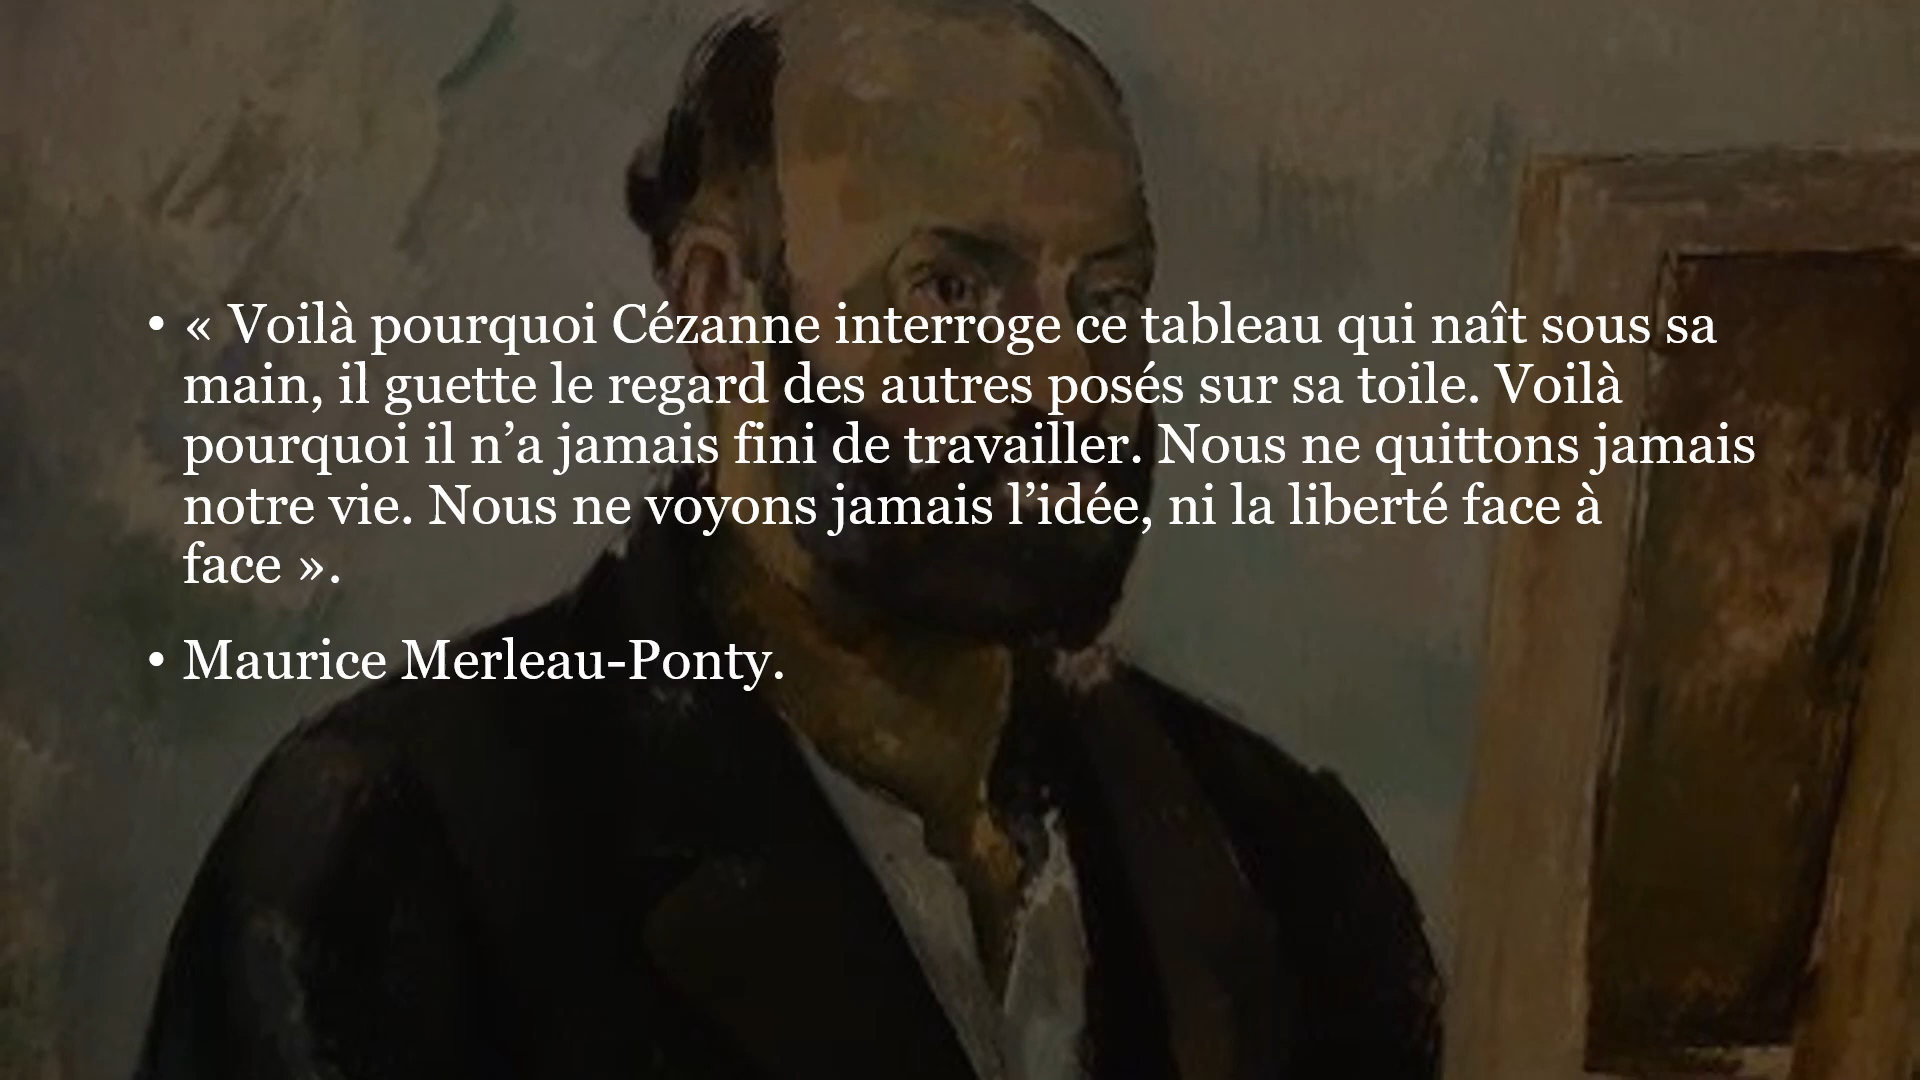 • « Voilà pourquoi Cézanne interroge ce tableau qui naît sous sa
main, il guette le regard des autres posés sur sa toile. Voilà
pourquoi il n’a jamais fini de travailler. Nous ne quittons jamais
notre vie. Nous ne voyons jamais l’idée, ni la liberté face à
face ».
• Maurice Merleau-Ponty.